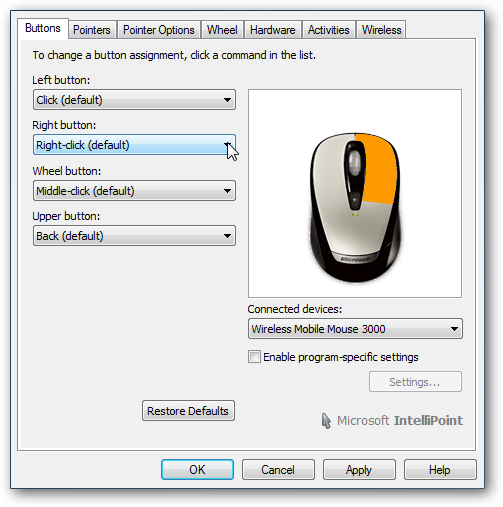 Buttons Pointers Pointer Options Wheel Hardware Activities Wireless
To change a button assignment, click a command in the list.
Left button:
Click (default)
Right button:
Right-click (default)
Wheel button:
Middle-click (default)
Upper button:
Back (default)
Microsoft
Connected devices:
Wireless Mobile Mouse 3000
Enable program-specific settings
Settings...
Restore Defaults
Microsoft IntelliPoint
OK Cancel Apply Help